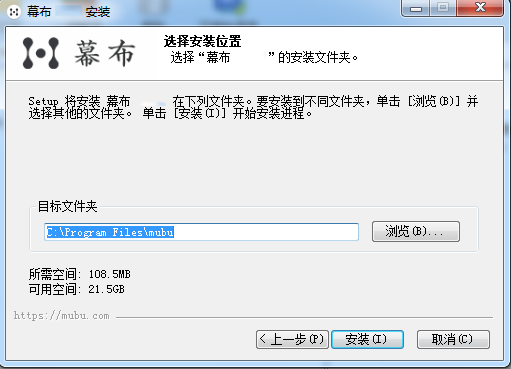 幕布 安装
幕布
选择安装位置
选择“幕布 ”的安装文件夹。
Setup 将安装 幕布 在下列文件夹。要安装到不同文件夹，单击 [浏览(B)] 并
选择其他的文件夹。 单击 [安装(I)] 开始安装进程。
目标文件夹
C:\Program Files\mubu
浏览(B)...
所需空间: 108.5MB
可用空间: 21.5GB
https://mubu.com
< 上一步(P) 安装(I) 取消(C)